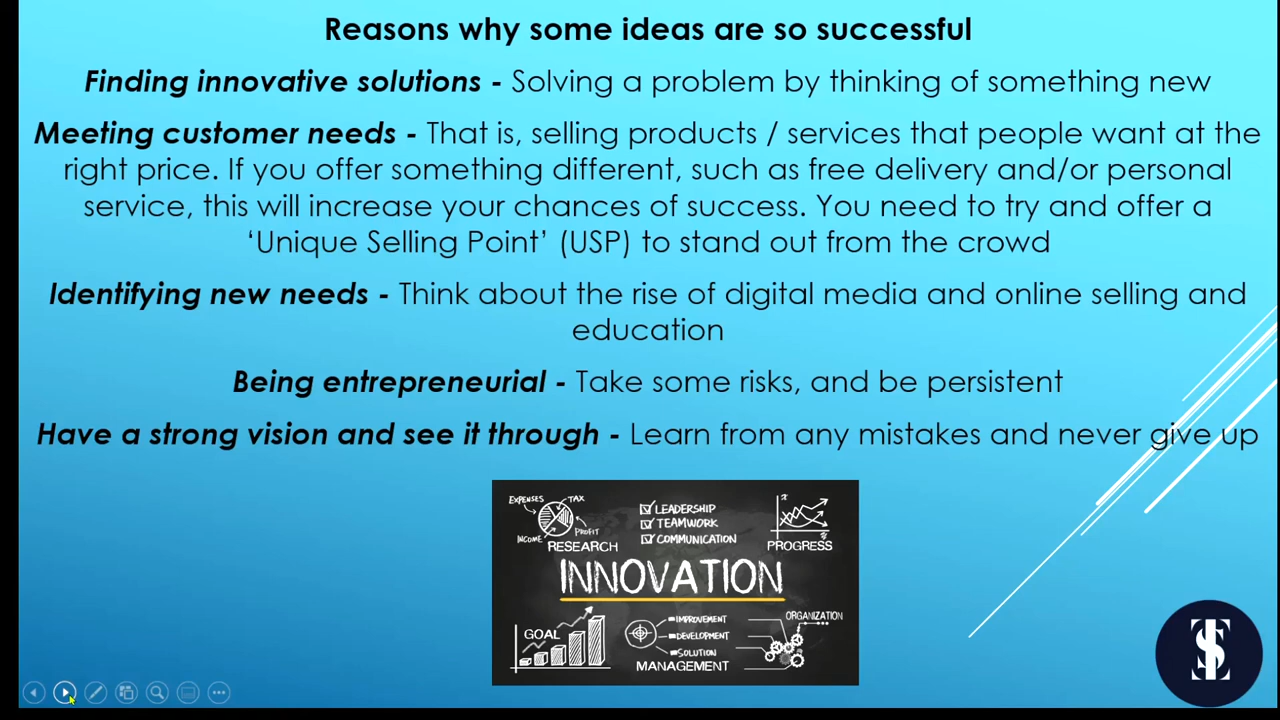 Reasons why some ideas are so successful
Finding innovative solutions - Solving a problem by thinking of something new
Meeting customer needs - That is, selling products / services that people want at the
right price. If you offer something different, such as free delivery and/or personal
service, this will increase your chances of success. You need to try and offer a
‘Unique Selling Point’ (USP) to stand out from the crowd
Identifying new needs - Think about the rise of digital media and online selling and
education
Being entrepreneurial - Take some risks, and be persistent
Have a strong vision and see it through - Learn from any mistakes and never give up
EXPENSES
TAX
INCOME
PROFIT
RESEARCH
LEADERSHIP
TEAMWORK
COMMUNICATION
PROGRESS
INNOVATION
GOAL
IMPROVEMENT
DEVELOPMENT
SOLUTION
MANAGEMENT
ORGANIZATION